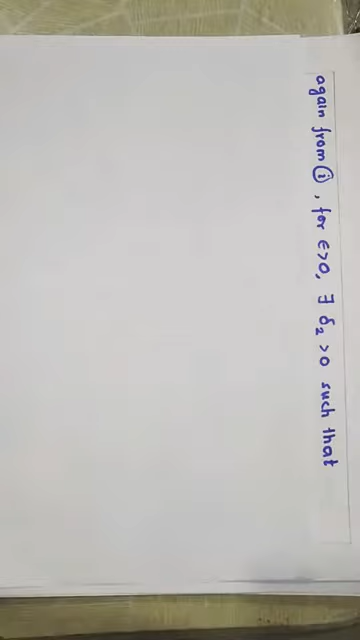 again from (i), for ϵ>0, ∃ δ₂ >0 such that